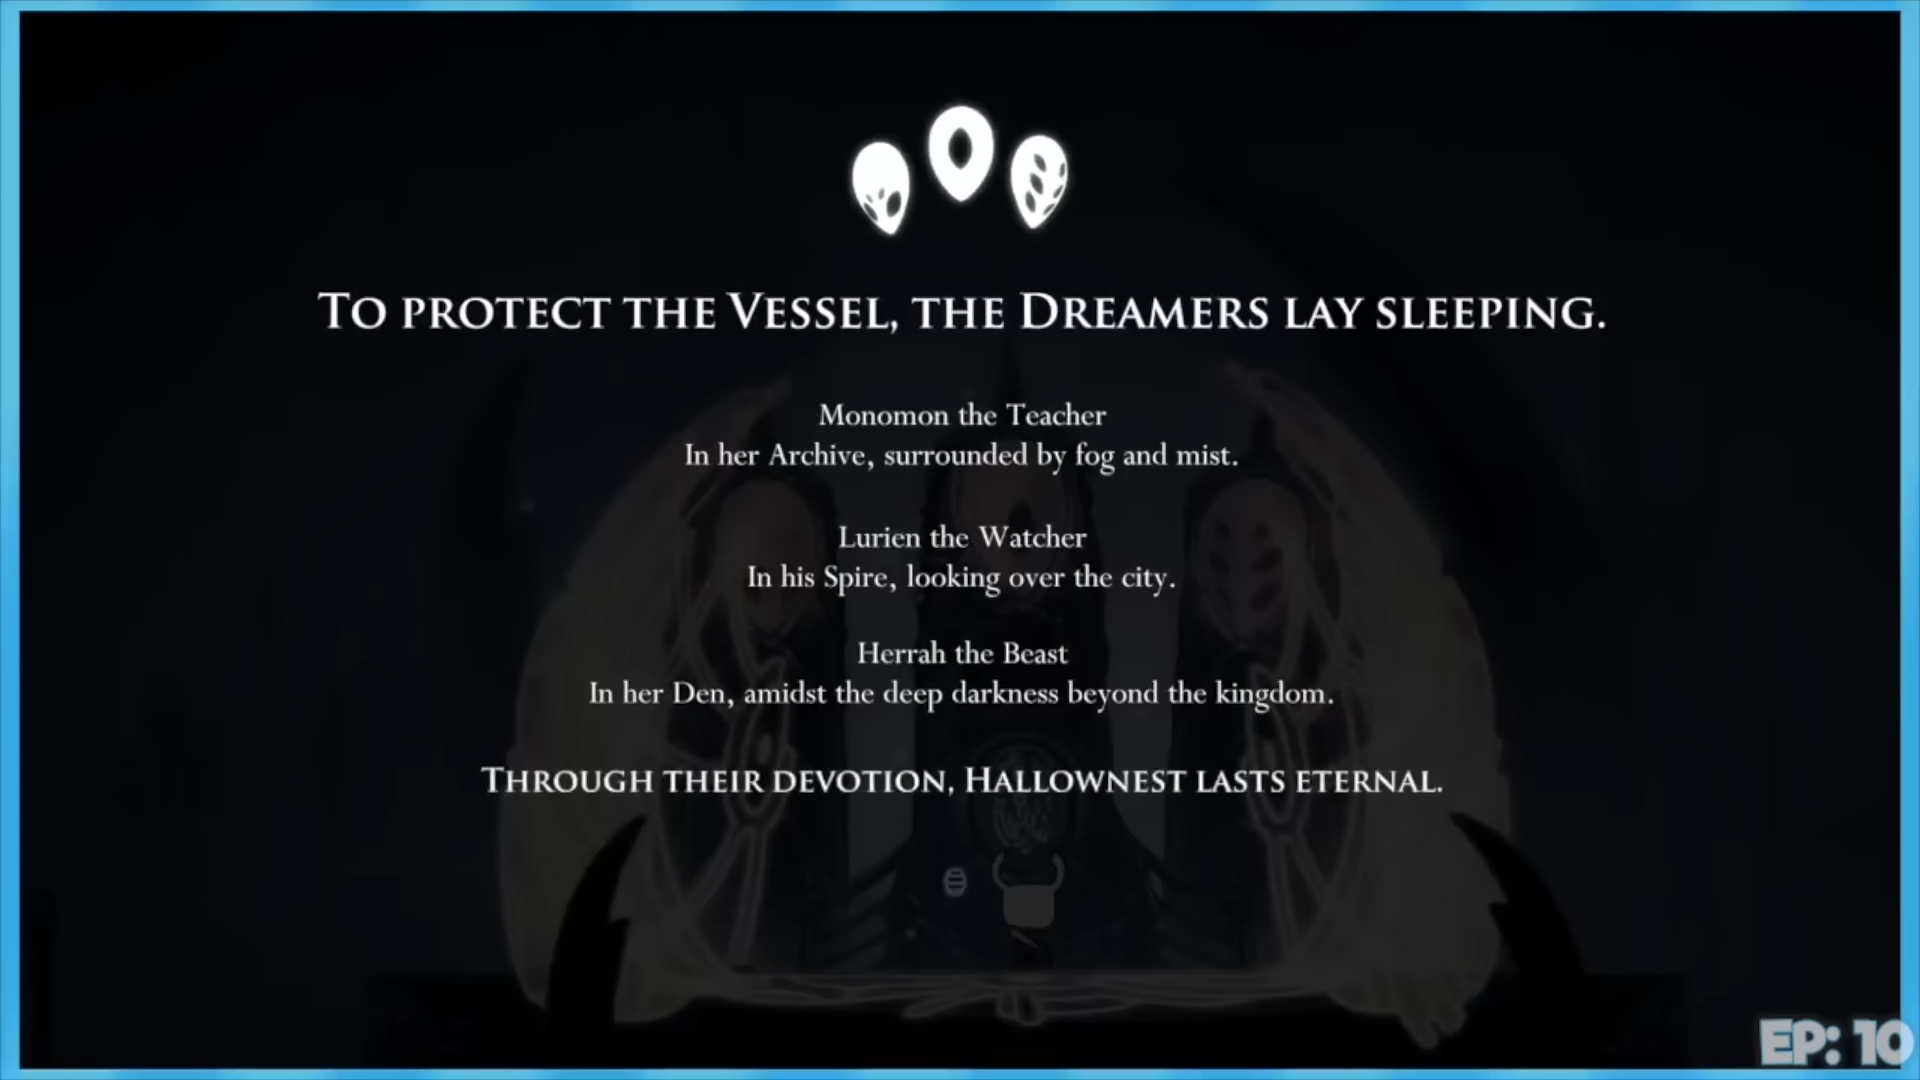 To protect the Vessel, the Dreamers lay sleeping.
Monomon the Teacher
In her Archive, surrounded by fog and mist.
Lurien the Watcher
In his Spire, looking over the city.
Herrah the Beast
In her Den, amidst the deep darkness beyond the kingdom.
Through their devotion, Hallownest lasts eternal.
EP: 10